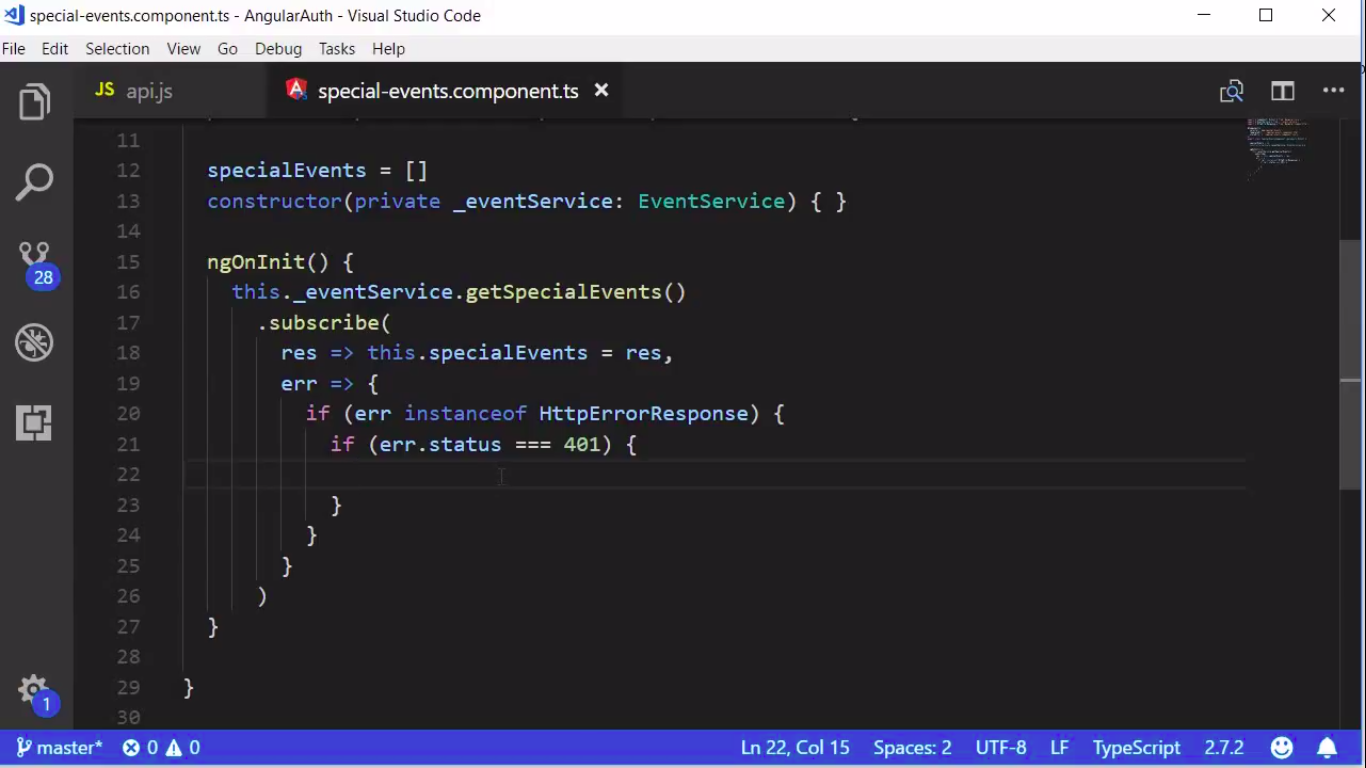 special-events.component.ts - AngularAuth - Visual Studio Code
File Edit Selection View Go Debug Tasks Help
JS api.js special-events.component.ts
11
12 specialEvents = []
13 constructor(private _eventService: EventService) { }
14
15 ngOnInit() {
16 this._eventService.getSpecialEvents()
17 .subscribe(
18 res => this.specialEvents = res,
19 err => {
20 if (err instanceof HttpErrorResponse) {
21 if (err.status === 401) {
22
23 }
24 }
25 }
26 )
27 }
28
29 }
30
28
1
master* 0 0 Ln 22, Col 15 Spaces: 2 UTF-8 LF TypeScript 2.7.2